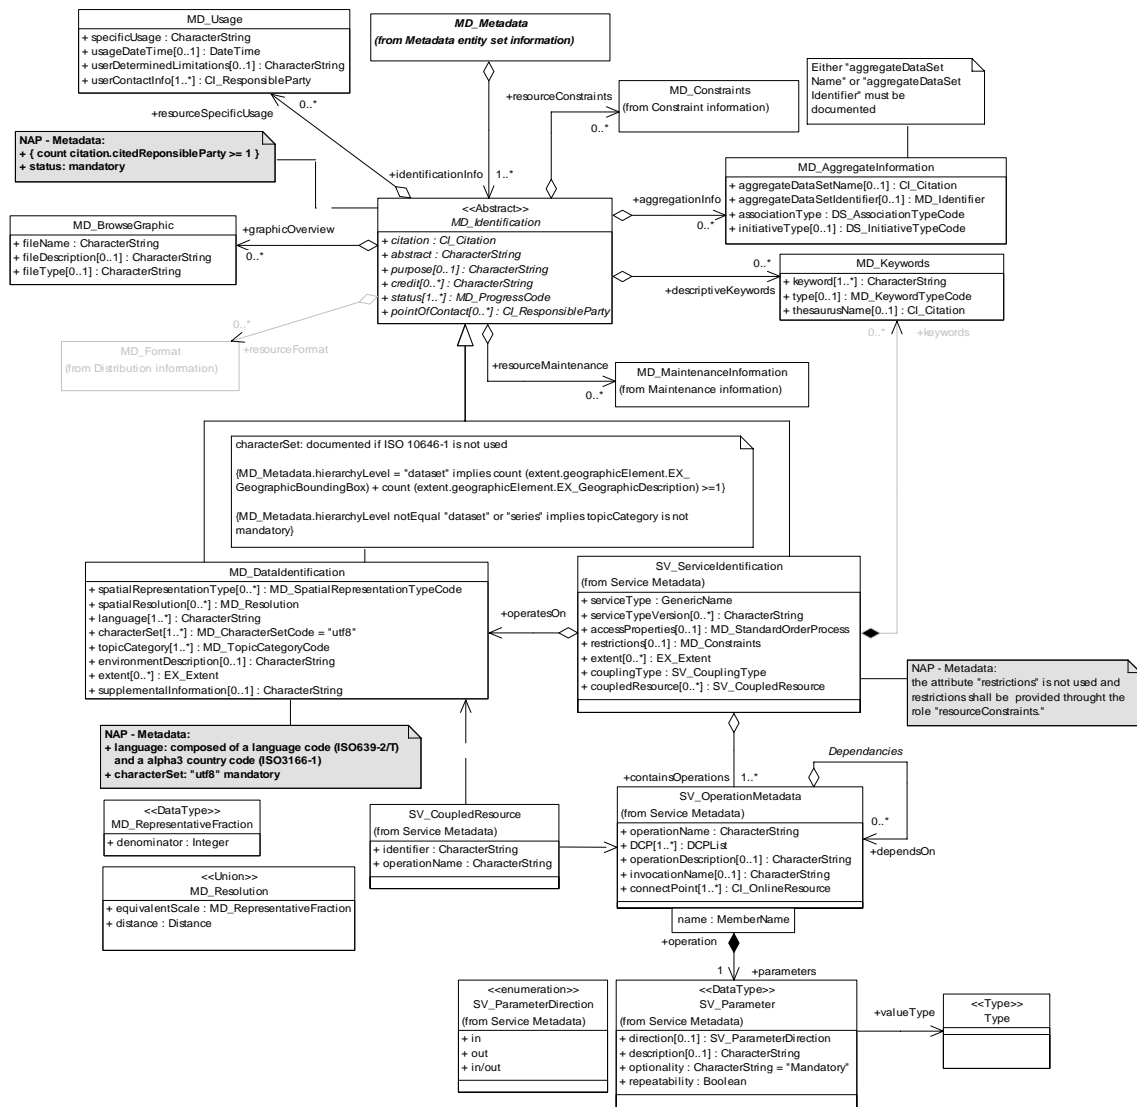 MD_Usage
+ specificUsage : CharacterString
+ usageDateTime[0..1] : DateTime
+ userDeterminedLimitations[0..1] : CharacterString
+ userContactInfo[1..*] : CI_ResponsibleParty
MD_Metadata
(from Metadata entity set information)
Either "aggregateDataSet
Name" or "aggregateDataSet
Identifier" must be
documented
+resourceConstraints
MD_Constraints
(from Constraint information)
0..*
0..*
+resourceSpecificUsage
NAP - Metadata:
+ { count citation.citedReponsibleParty >= 1 }
+ status: mandatory
+identificationInfo
1..*
MD_AggregateInformation
+ aggregateDataSetName[0..1] : CI_Citation
+ aggregateDataSetIdentifier[0..1] : MD_Identifier
+ associationType : DS_AssociationTypeCode
+ initiativeType[0..1] : DS_InitiativeTypeCode
<<Abstract>>
MD_Identification
+ citation : CI_Citation
+ abstract : CharacterString
+ purpose[0..1] : CharacterString
+ credit[0..*] : CharacterString
+ status[1..*] : MD_ProgressCode
+ pointOfContact[0..*] : CI_ResponsibleParty
+aggregationInfo
0..*
MD_BrowseGraphic
+ fileName : CharacterString
+ fileDescription[0..1] : CharacterString
+ fileType[0..1] : CharacterString
+graphicOverview
0..*
0..*
+descriptiveKeywords
MD_Keywords
+ keyword[1..*] : CharacterString
+ type[0..1] : MD_KeywordTypeCode
+ thesaurusName[0..1] : CI_Citation
0..*
+keywords
0..*
+resourceFormat
MD_Format
(from Distribution information)
+resourceMaintenance
0..*
MD_MaintenanceInformation
(from Maintenance information)
characterSet: documented if ISO 10646-1 is not used
{MD_Metadata.hierarchyLevel = "dataset" implies count (extent.geographicElement.EX_
GeographicBoundingBox) + count (extent.geographicElement.EX_GeographicDescription) >=1}
{MD_Metadata.hierarchyLevel notEqual "dataset" or "series" implies topicCategory is not
mandatory}
MD_DataIdentification
+ spatialRepresentationType[0..*] : MD_SpatialRepresentationTypeCode
+ spatialResolution[0..*] : MD_Resolution
+ language[1..*] : CharacterString
+ characterSet[1..*] : MD_CharacterSetCode = "utf8"
+ topicCategory[1..*] : MD_TopicCategoryCode
+ environmentDescription[0..1] : CharacterString
+ extent[0..*] : EX_Extent
+ supplementalInformation[0..1] : CharacterString
+operatesOn
SV_ServiceIdentification
(from Service Metadata)
+ serviceType : GenericName
+ serviceTypeVersion[0..*] : CharacterString
+ accessProperties[0..1] : MD_StandardOrderProcess
+ restrictions[0..1] : MD_Constraints
+ extent[0..*] : EX_Extent
+ couplingType : SV_CouplingType
+ coupledResource[0..*] : SV_CoupledResource
NAP - Metadata:
the attribute "restrictions" is not used and
restrictions shall be provided throught the
role "resourceConstraints."
NAP - Metadata:
+ language: composed of a language code (ISO639-2/T)
and a alpha3 country code (ISO3166-1)
+ characterSet: "utf8" mandatory
+containsOperations
1..*
Dependancies
0..*
+dependsOn
<<DataType>>
MD_RepresentativeFraction
+ denominator : Integer
SV_CoupledResource
(from Service Metadata)
+ identifier : CharacterString
+ operationName : CharacterString
SV_OperationMetadata
(from Service Metadata)
+ operationName : CharacterString
+ DCP[1..*] : DCPList
+ operationDescription[0..1] : CharacterString
+ invocationName[0..1] : CharacterString
+ connectPoint[1..*] : CI_OnlineResource
<<Union>>
MD_Resolution
+ equivalentScale : MD_RepresentativeFraction
+ distance : Distance
name : MemberName
+operation
1
+parameters
<<enumeration>>
SV_ParameterDirection
(from Service Metadata)
+ in
+ out
+ in/out
<<DataType>>
SV_Parameter
(from Service Metadata)
+ direction[0..1] : SV_ParameterDirection
+ description[0..1] : CharacterString
+ optionality : CharacterString = "Mandatory"
+ repeatability : Boolean
+valueType
<<Type>>
Type